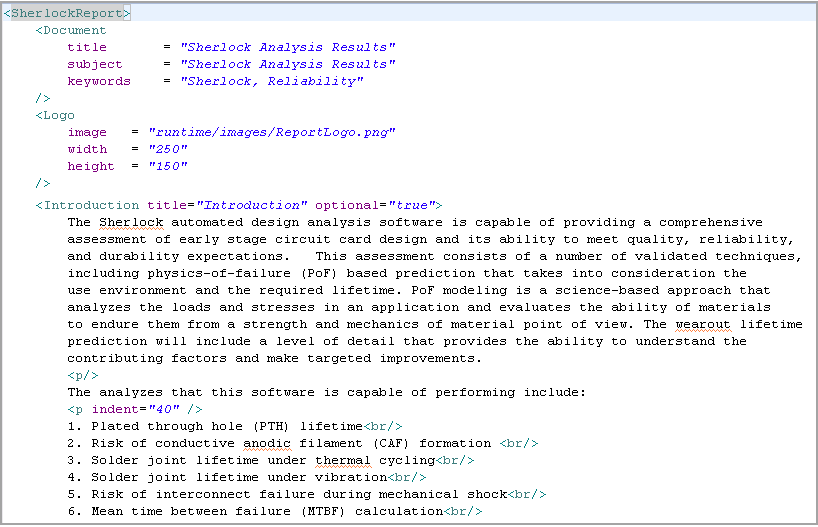 <SherlockReport>
<Document
title = "Sherlock Analysis Results"
subject = "Sherlock Analysis Results"
keywords = "Sherlock, Reliability"
/>
<Logo
image = "runtime/images/ReportLogo.png"
width = "250"
height = "150"
/>
<Introduction title="Introduction" optional="true">
The Sherlock automated design analysis software is capable of providing a comprehensive
assessment of early stage circuit card design and its ability to meet quality, reliability,
and durability expectations.   This assessment consists of a number of validated techniques,
including physics-of-failure (PoF) based prediction that takes into consideration the
use environment and the required lifetime. PoF modeling is a science-based approach that
analyzes the loads and stresses in an application and evaluates the ability of materials
to endure them from a strength and mechanics of material point of view. The wearout lifetime
prediction will include a level of detail that provides the ability to understand the
contributing factors and make targeted improvements.
<p/>
The analyzes that this software is capable of performing include:
<p indent="40" />
1. Plated through hole (PTH) lifetime<br/>
2. Risk of conductive anodic filament (CAF) formation <br/>
3. Solder joint lifetime under thermal cycling<br/>
4. Solder joint lifetime under vibration<br/>
5. Risk of interconnect failure during mechanical shock<br/>
6. Mean time between failure (MTBF) calculation<br/>